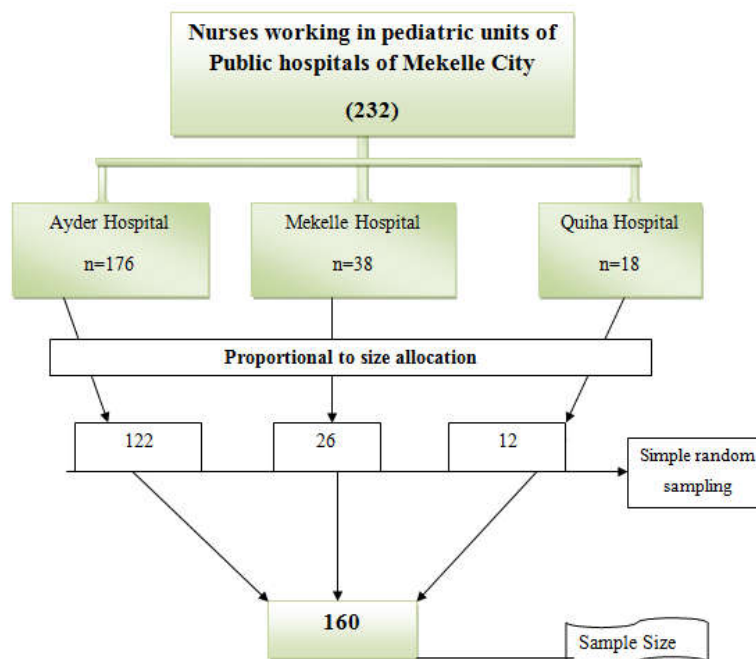 Nurses working in pediatric units of
Public hospitals of Mekelle City
(232)
Ayder Hospital
n=176
Mekelle Hospital
n=38
Quiha Hospital
n=18
Proportional to size allocation
122
26
12
Simple random
sampling
160
Sample Size